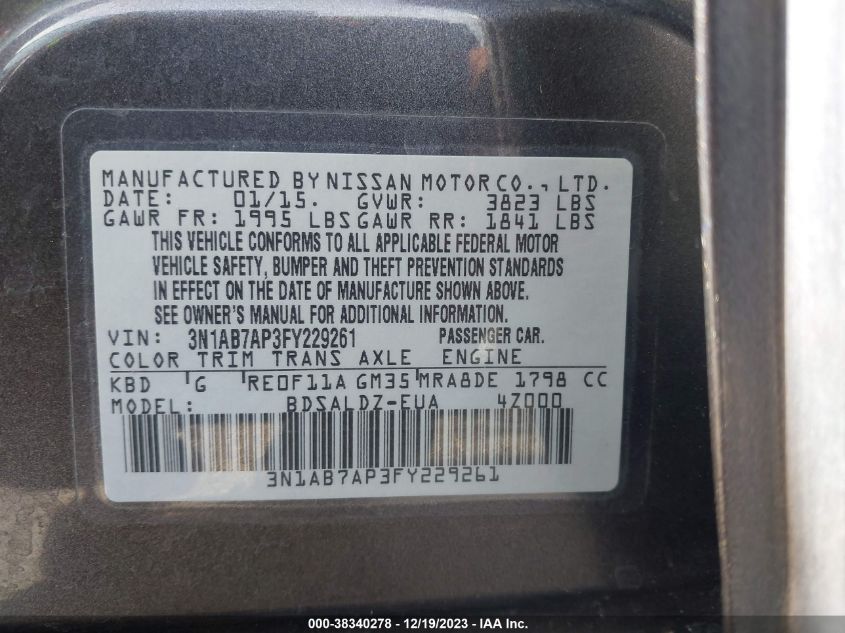 MANUFACTURED BY NISSAN MOTOR CO., LTD.
DATE: 01/15. GVWR: 3823 LBS
GAWR FR: 1995 LBS GAWR RR: 1841 LBS
THIS VEHICLE CONFORMS TO ALL APPLICABLE FEDERAL MOTOR
VEHICLE SAFETY, BUMPER AND THEFT PREVENTION STANDARDS
IN EFFECT ON THE DATE OF MANUFACTURE SHOWN ABOVE.
SEE OWNER'S MANUAL FOR ADDITIONAL INFORMATION.
VIN: 3N1AB7AP3FY229261 PASSENGER CAR.
COLOR TRIM TRANS AXLE ENGINE
KBD G RE0F11A GM35 MRA8DE 1798 CC
MODEL: BDSALDZ-EUA 4Z000
3N1AB7AP3FY229261
000-38340278 - 12/19/2023 - IAAI.com